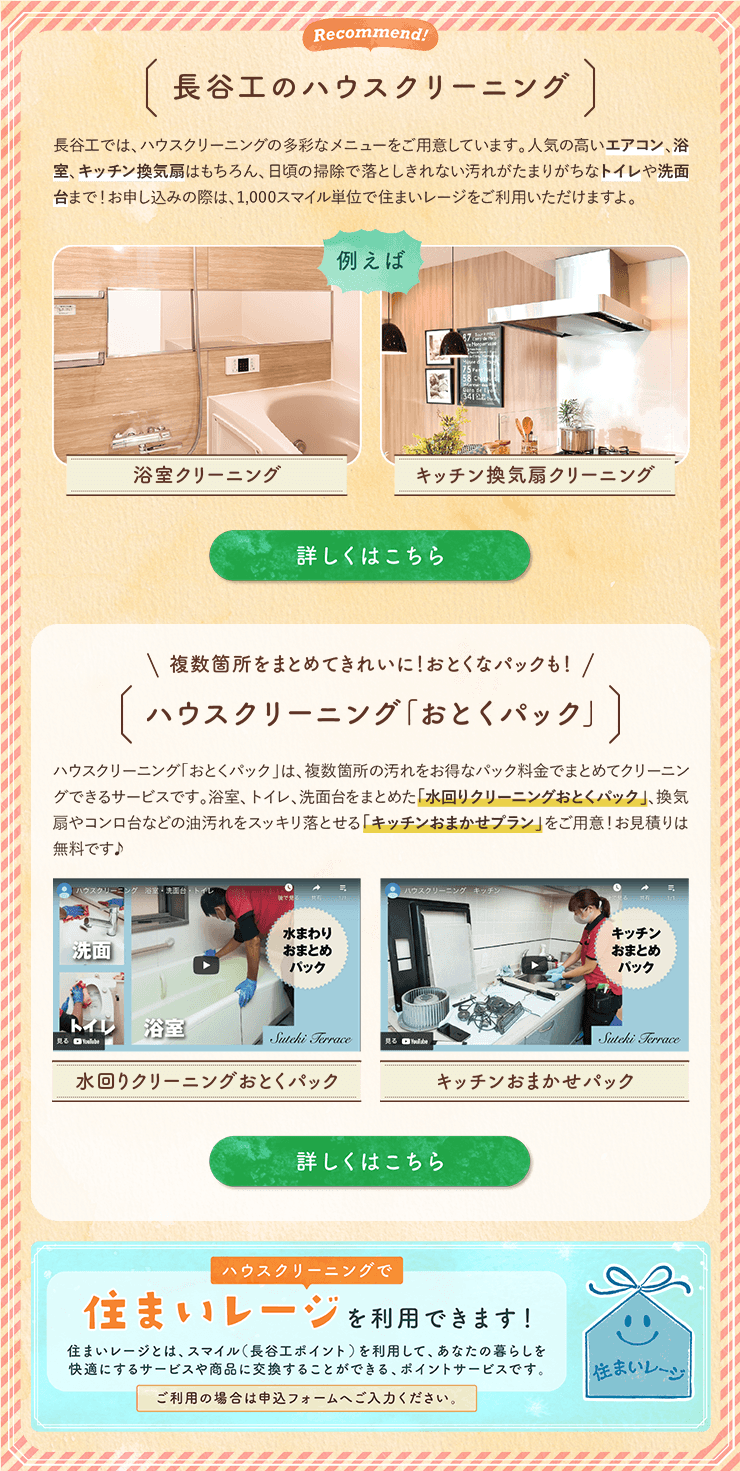 Recommend!
長谷工のハウスクリーニング
長谷工では、ハウスクリーニングの多彩なメニューをご用意しています。人気の高いエアコン、浴
室、キッチン換気扇はもちろん、日頃の掃除で落としきれない汚れがたまりがちなトイレや洗面
台まで！お申し込みの際は、1,000スマイル単位で住まいレージをご利用いただけますよ。
例えば
浴室クリーニング
キッチン換気扇クリーニング
詳しくはこちら
複数箇所をまとめてきれいに！おとくなパックも！
ハウスクリーニング「おとくパック」
ハウスクリーニング「おとくパック」は、複数箇所の汚れをお得なパック料金でまとめてクリーニン
グできるサービスです。浴室、トイレ、洗面台をまとめた「水回りクリーニングおとくパック」、換気
扇やコンロ台などの油汚れをスッキリ落とせる「キッチンおまかせプラン」をご用意！お見積りは
無料です♪
ハウスクリーニング 浴室・洗面台・トイレ
後で見る 共有 1/1
水まわり
おまとめ
パック
洗面
トイレ
浴室
見る YouTube
Suteki Terrace
水回りクリーニングおとくパック
ハウスクリーニング キッチン
後で見る 共有 1/1
キッチン
おまとめ
パック
見る YouTube
Suteki Terrace
キッチンおまかせパック
詳しくはこちら
ハウスクリーニングで
住まいレージを利用できます！
住まいレージとは、スマイル（長谷工ポイント）を利用して、あなたの暮らしを
快適にするサービスや商品に交換することができる、ポイントサービスです。
ご利用の場合は申込フォームへご入力ください。
住まいレージ